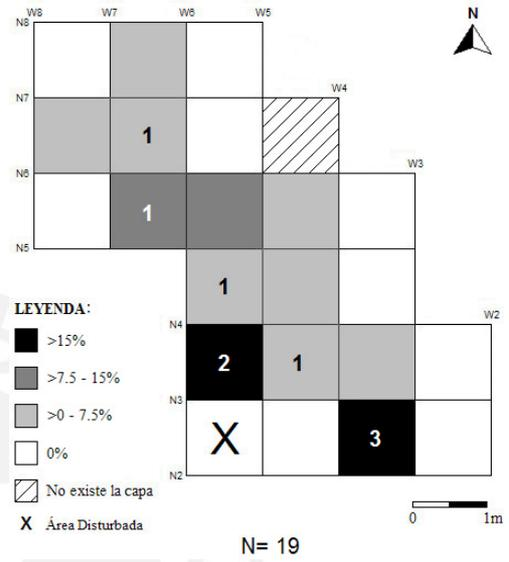 W8 W7 W6 W5
N
N8
W4
N7
1
W3
N6
1
N5
1
LEYENDA:
W2
N4
>15%
2 1
>7.5 - 15%
N3
>0 - 7.5%
X 3
0%
N2
No existe la capa
X Área Disturbada
0 1m
N= 19